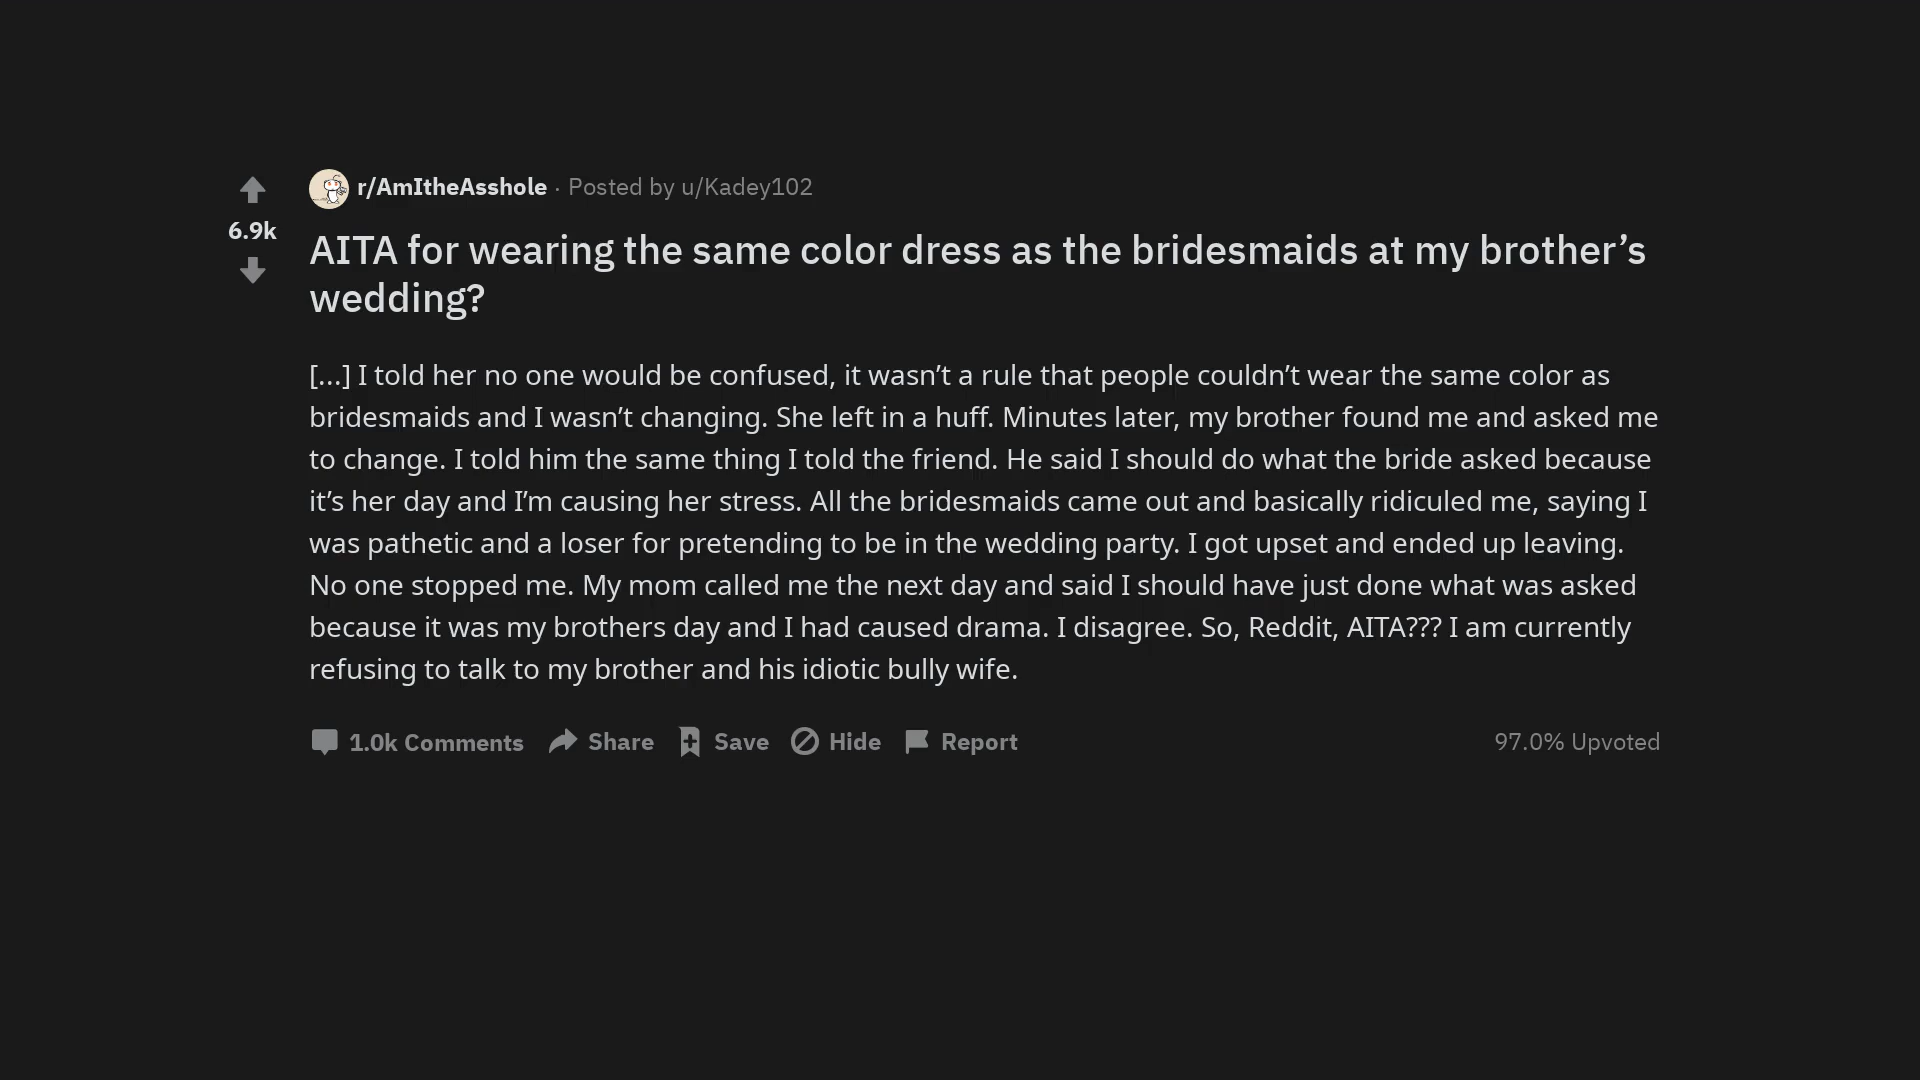 r/AmItheAsshole · Posted by u/Kadey102
6.9k
AITA for wearing the same color dress as the bridesmaids at my brother’s
wedding?
[...] I told her no one would be confused, it wasn’t a rule that people couldn’t wear the same color as
bridesmaids and I wasn’t changing. She left in a huff. Minutes later, my brother found me and asked me
to change. I told him the same thing I told the friend. He said I should do what the bride asked because
it’s her day and I’m causing her stress. All the bridesmaids came out and basically ridiculed me, saying I
was pathetic and a loser for pretending to be in the wedding party. I got upset and ended up leaving.
No one stopped me. My mom called me the next day and said I should have just done what was asked
because it was my brothers day and I had caused drama. I disagree. So, Reddit, AITA??? I am currently
refusing to talk to my brother and his idiotic bully wife.
1.0k Comments Share Save Hide Report 97.0% Upvoted